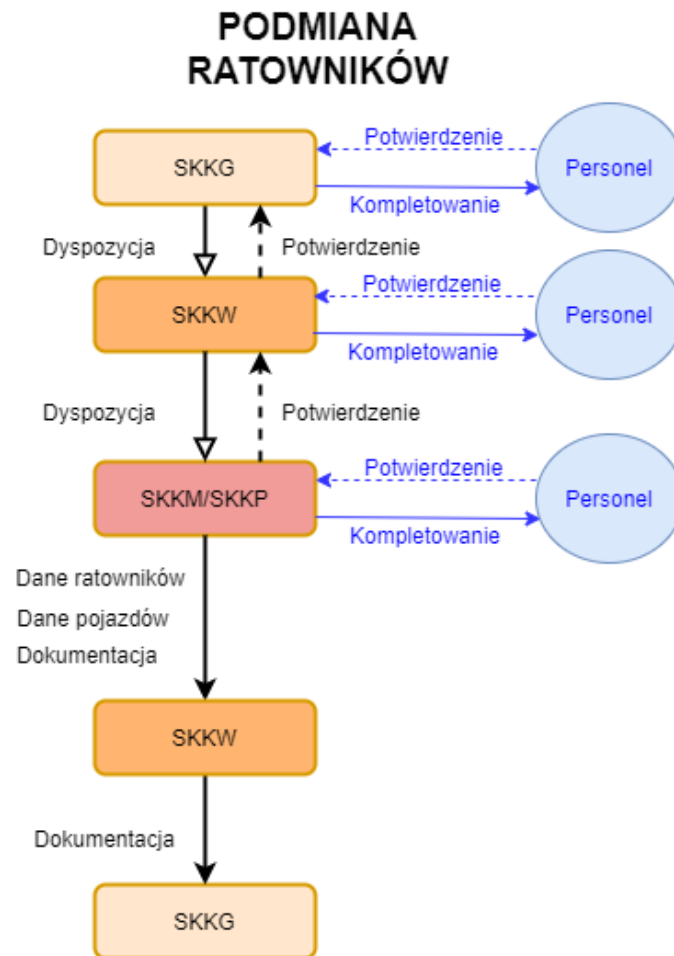 PODMIANA
RATOWNIKÓW
SKKG
Potwierdzenie
Kompletowanie
Personel
Dyspozycja
Potwierdzenie
SKKW
Potwierdzenie
Kompletowanie
Personel
Dyspozycja
Potwierdzenie
SKKM/SKKP
Potwierdzenie
Kompletowanie
Personel
Dane ratowników
Dane pojazdów
Dokumentacja
SKKW
Dokumentacja
SKKG